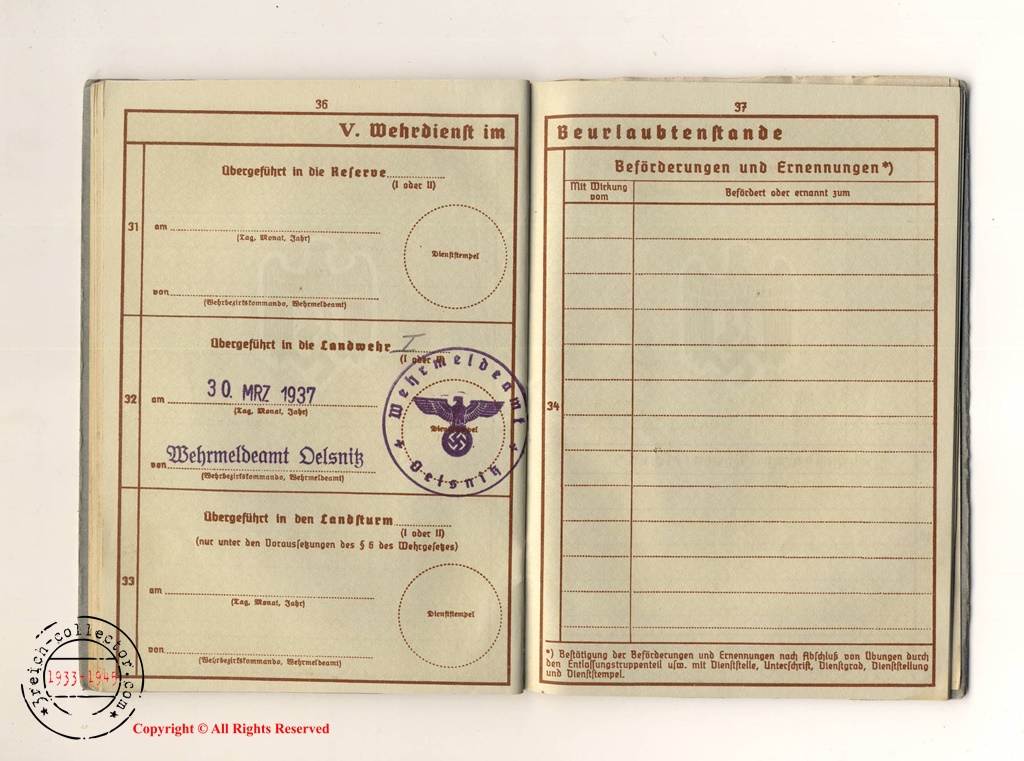 36
V. Wehrdienst im
Übergeführt in die Reserve
(I oder II)
31
am
(Tag, Monat, Jahr)
Dienststempel
von
(Wehrbezirkskommando, Wehrmeldeamt)
Übergeführt in die Landwehr I
(I oder II)
32
am 30. MRZ 1937
(Tag, Monat, Jahr)
Wehrmeldeamt
Dienststempel
* Oelsnitz *
von Wehrmeldeamt Oelsnitz
(Wehrbezirkskommando, Wehrmeldeamt)
Übergeführt in den Landsturm
(I oder II)
(nur unter den Voraussetzungen des § 6 des Wehrgesetzes)
33
am
(Tag, Monat, Jahr)
Dienststempel
von
(Wehrbezirkskommando, Wehrmeldeamt)
37
Beurlaubtenstande
Beförderungen und Ernennungen*)
Mit Wirkung
vom
Befördert oder ernannt zum
34
*) Bestätigung der Beförderungen und Ernennungen nach Abschluß von Übungen durch
den Entlassungstruppenteil usw. mit Dienststelle, Unterschrift, Dienstgrad, Dienststellung
und Dienststempel.
*3reich-collector.com*
1933-1945
Copyright © All Rights Reserved